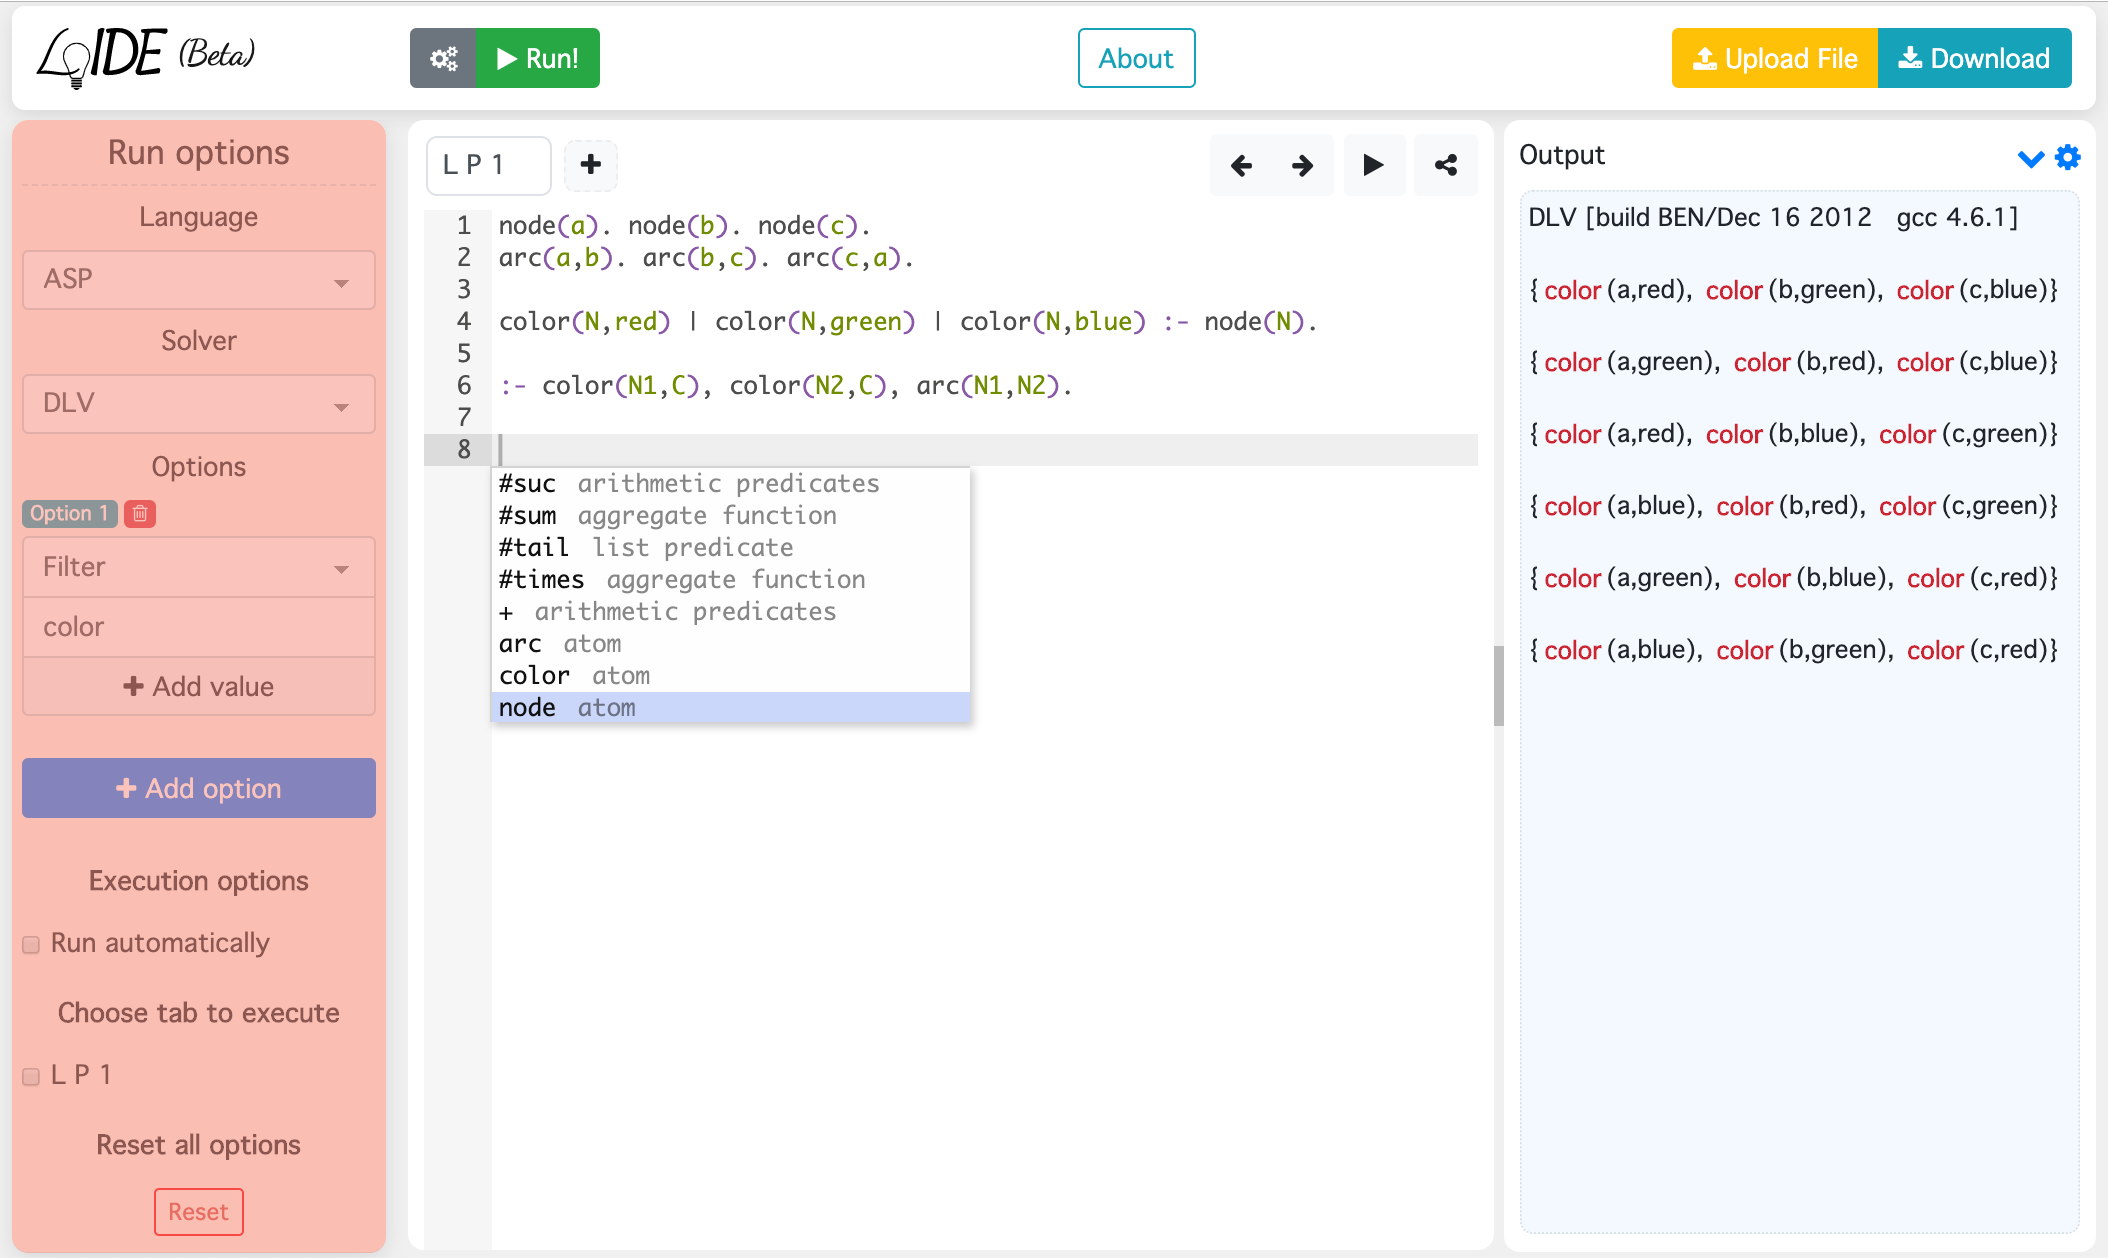 LoIDE (Beta)
Run!
About
Upload File
Download
Run options
Language
ASP
Solver
DLV
Options
Option 1
Filter
color
Add value
Add option
Execution options
Run automatically
Choose tab to execute
L P 1
Reset all options
Reset
L P 1
1 node(a). node(b). node(c).
2 arc(a,b). arc(b,c). arc(c,a).
3
4 color(N,red) | color(N,green) | color(N,blue) :- node(N).
5
6 :- color(N1,C), color(N2,C), arc(N1,N2).
7
8
#suc arithmetic predicates
#sum aggregate function
#tail list predicate
#times aggregate function
+ arithmetic predicates
arc atom
color atom
node atom
Output
DLV [build BEN/Dec 16 2012 gcc 4.6.1]
{color(a,red), color(b,green), color(c,blue)}
{color(a,green), color(b,red), color(c,blue)}
{color(a,red), color(b,blue), color(c,green)}
{color(a,blue), color(b,red), color(c,green)}
{color(a,green), color(b,blue), color(c,red)}
{color(a,blue), color(b,green), color(c,red)}